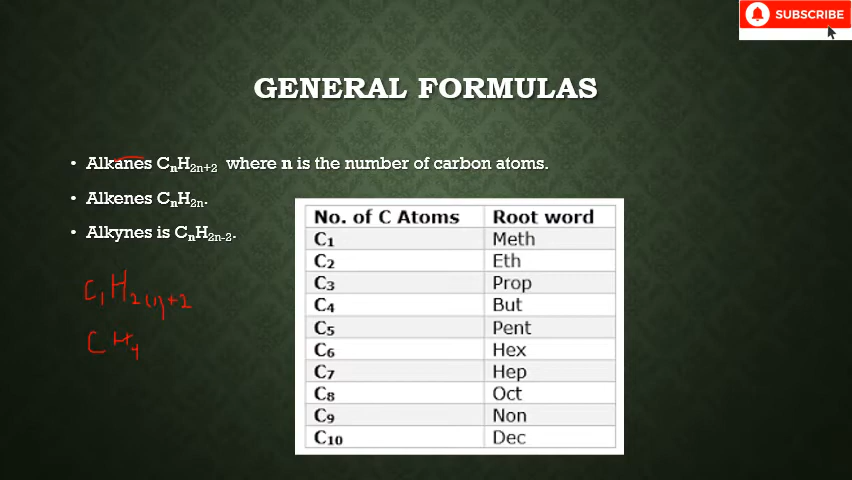 SUBSCRIBE
GENERAL FORMULAS
• Alkanes CₙH₂ₙ₊₂ where n is the number of carbon atoms.
• Alkenes CₙH₂ₙ.
• Alkynes is CₙH₂ₙ₋₂.
No. of C Atoms Root word
C₁ Meth
C₂ Eth
C₃ Prop
C₄ But
C₅ Pent
C₆ Hex
C₇ Hep
C₈ Oct
C₉ Non
C₁₀ Dec
C₁H₂₍₁₎₊₂
CH₄